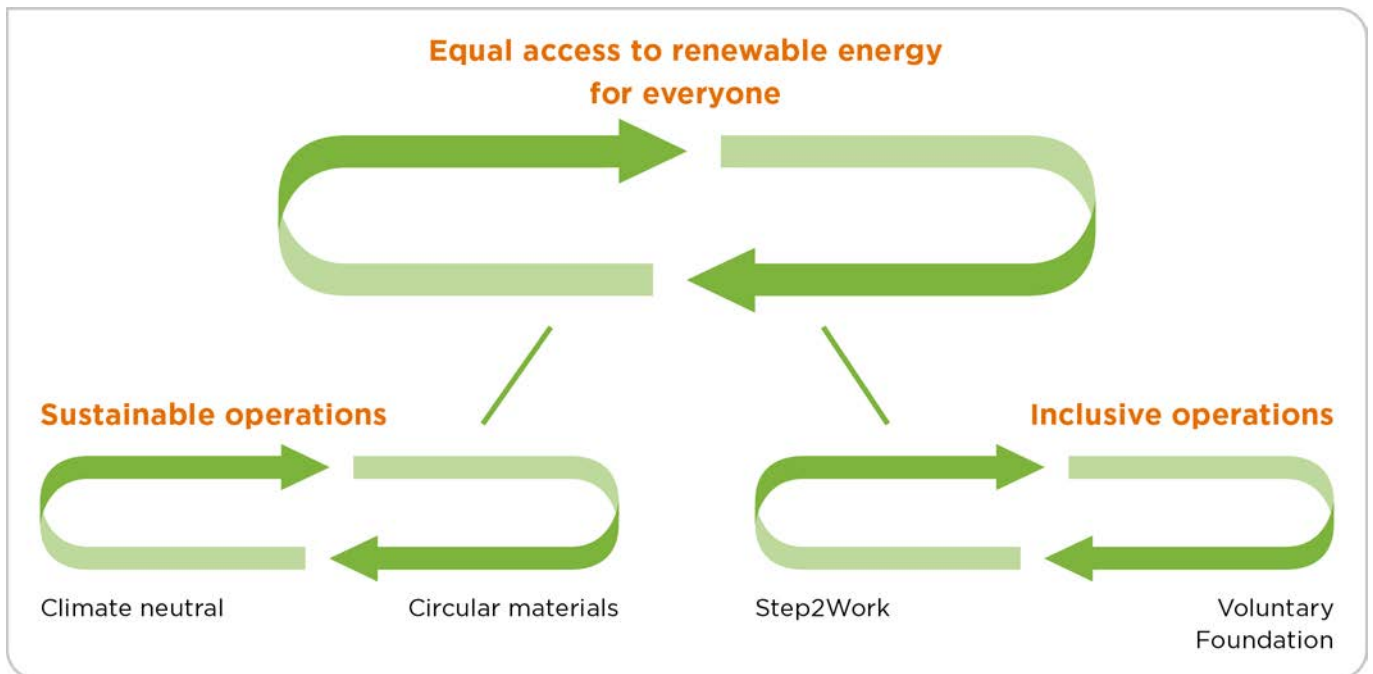 Equal access to renewable energy
for everyone
Sustainable operations
Inclusive operations
Climate neutral
Circular materials
Step2Work
Voluntary
Foundation